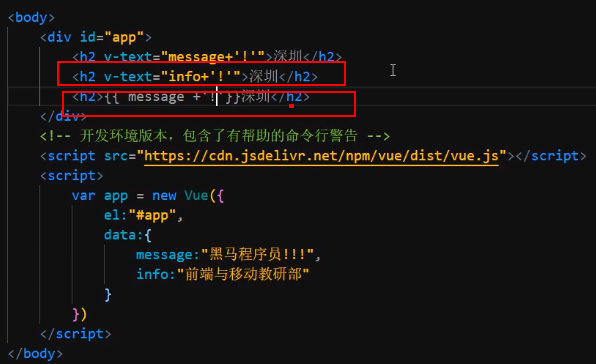 <body>
<div id="app">
<h2 v-text="message+'!'">深圳</h2>
<h2 v-text="info+'!'">深圳</h2>
<h2>{{ message +'!' }}深圳</h2>
</div>
<!-- 开发环境版本，包含了有帮助的命令行警告 -->
<script src="https://cdn.jsdelivr.net/npm/vue/dist/vue.js"></script>
<script>
var app = new Vue({
el:"#app",
data:{
message:"黑马程序员!!!",
info:"前端与移动教研部"
}
})
</script>
</body>